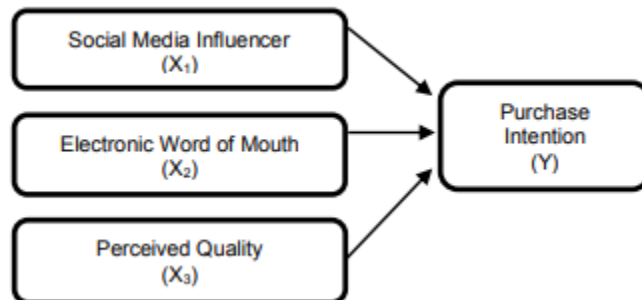 Social Media Influencer
(X₁)
Electronic Word of Mouth
(X₂)
Perceived Quality
(X₃)
Purchase
Intention
(Y)